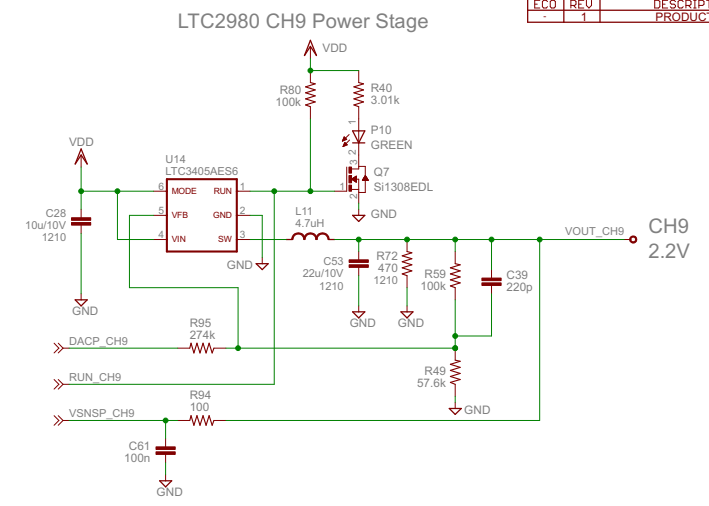 ECO REV DESCRIPT
- 1 PRODUCT
LTC2980 CH9 Power Stage
VDD
R80
100k
R40
3.01k
1
P10
GREEN
2
3
Q7
Si1308EDL
1
2
GND
VDD
U14
LTC3405AES6
6 MODE RUN 1
5 VFB GND 2
4 VIN SW 3
GND
C28
10u/10V
1210
GND
L11
4.7uH
VOUT_CH9
CH9
2.2V
C53
22u/10V
1210
GND
R72
470
1210
GND
R59
100k
C39
220p
R95
274k
DACP_CH9
R49
57.6k
GND
RUN_CH9
R94
100
VSNSP_CH9
C61
100n
GND